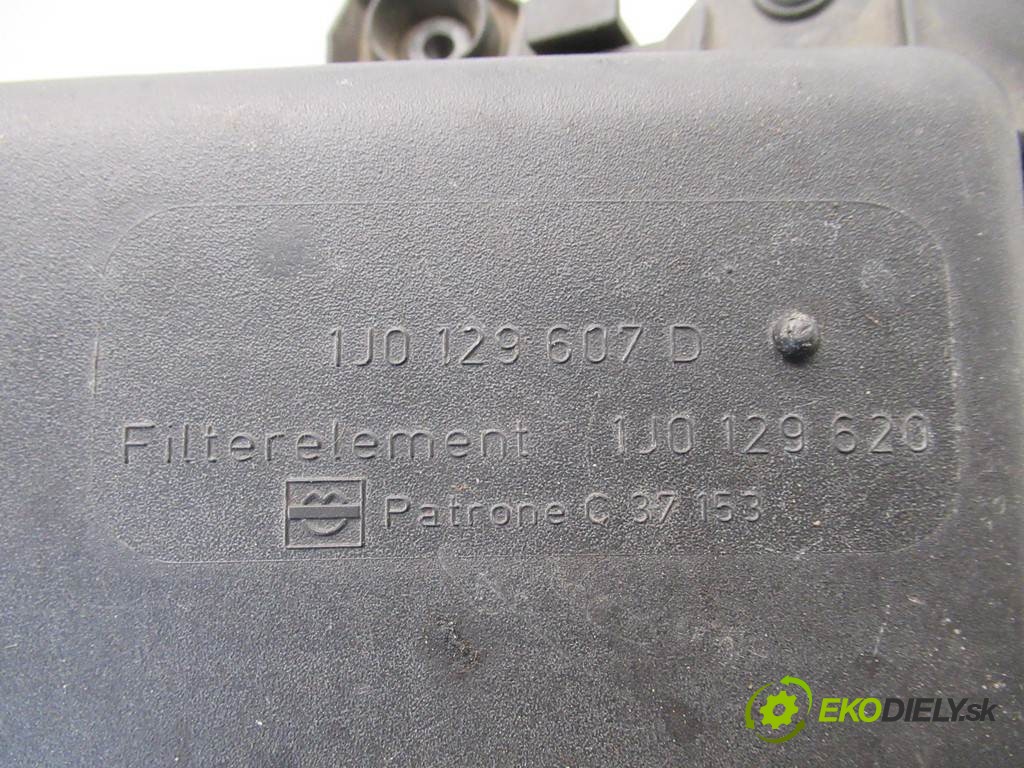 1J0 129 607 D
Filterelement 1J0 129 620
Patrone C 37 153
EKODIELY.sk